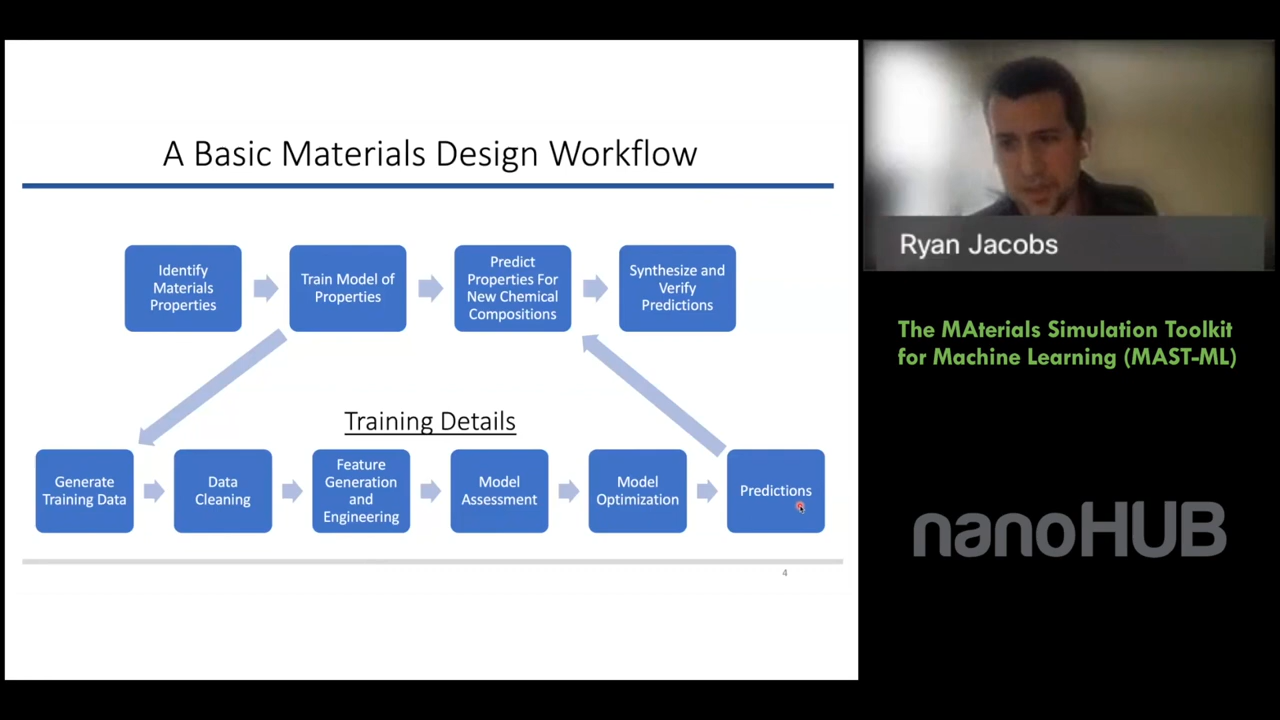 A Basic Materials Design Workflow
Identify
Materials
Properties
Train Model of
Properties
Predict
Properties For
New Chemical
Compositions
Synthesize and
Verify
Predictions
Training Details
Generate
Training Data
Data
Cleaning
Feature
Generation
and
Engineering
Model
Assessment
Model
Optimization
Predictions
4
Ryan Jacobs
The MAterials Simulation Toolkit
for Machine Learning (MAST-ML)
nanoHUB